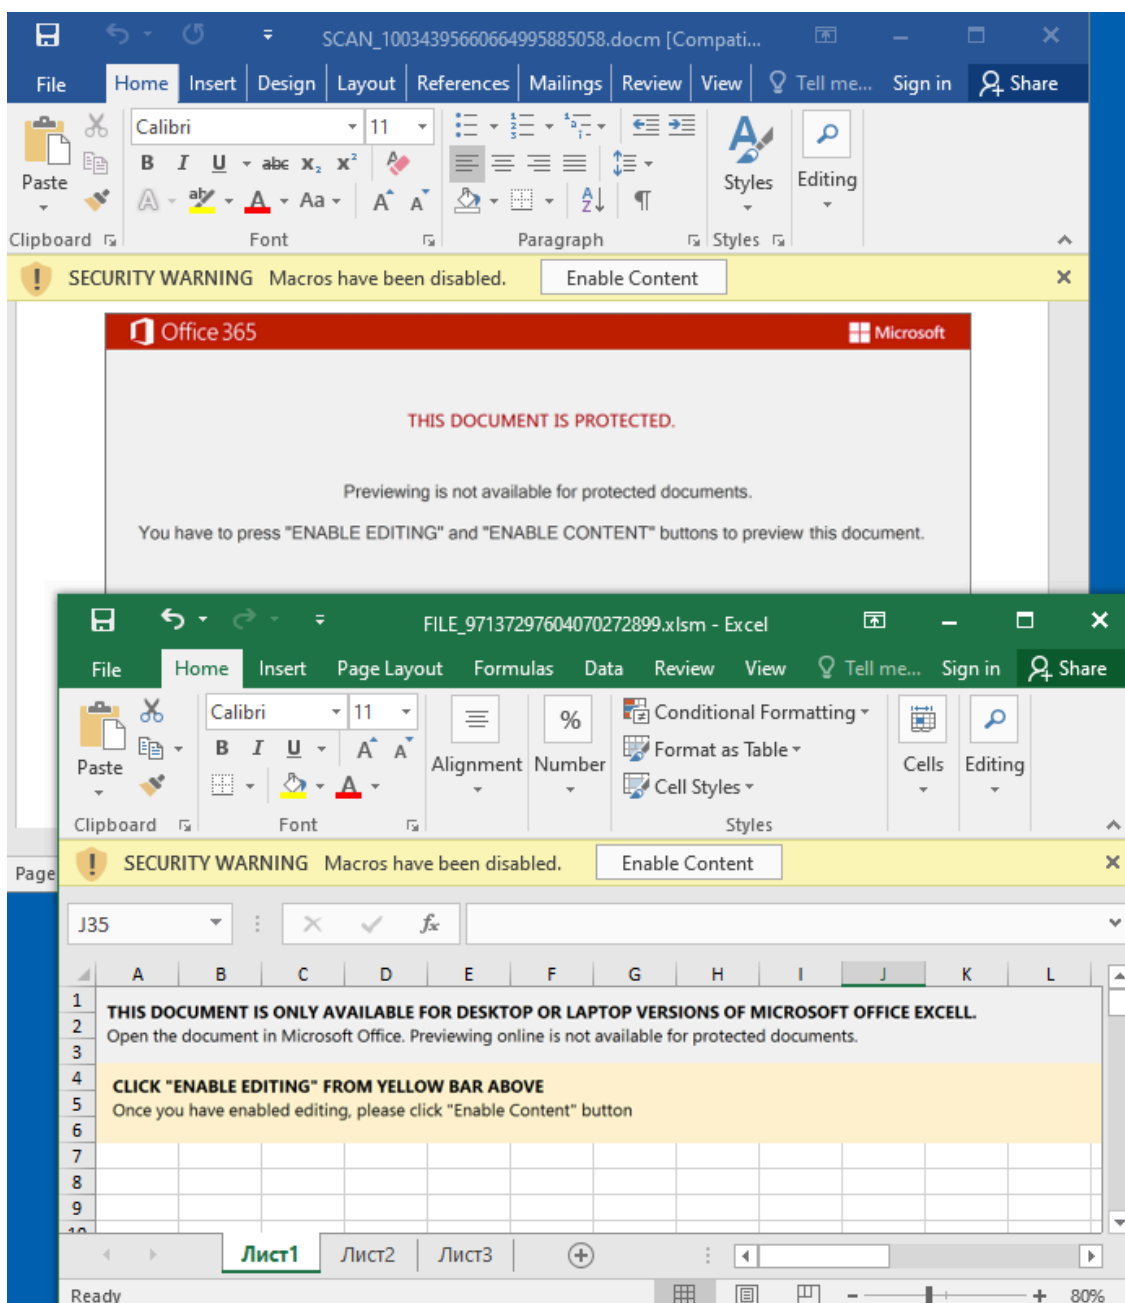 SCAN_10034395660664995885058.docm [Compati...
File Home Insert Design Layout References Mailings Review View Tell me... Sign in Share
Calibri 11
B I U abc X₂ X²
Paste
A aby A Aa A A
Styles Editing
Clipboard Font Paragraph Styles
SECURITY WARNING Macros have been disabled. Enable Content
Office 365 Microsoft
THIS DOCUMENT IS PROTECTED.
Previewing is not available for protected documents.
You have to press "ENABLE EDITING" and "ENABLE CONTENT" buttons to preview this document.
Page
FILE_97137297604070272899.xlsm - Excel
File Home Insert Page Layout Formulas Data Review View Tell me... Sign in Share
Calibri 11
% Conditional Formatting
B I U A A
Format as Table
Paste Alignment Number Cells Editing
A Cell Styles
Clipboard Font Styles
SECURITY WARNING Macros have been disabled. Enable Content
J35 fx
A B C D E F G H I J K L
1
THIS DOCUMENT IS ONLY AVAILABLE FOR DESKTOP OR LAPTOP VERSIONS OF MICROSOFT OFFICE EXCELL.
2
Open the document in Microsoft Office. Previewing online is not available for protected documents.
3
4
CLICK "ENABLE EDITING" FROM YELLOW BAR ABOVE
5
Once you have enabled editing, please click "Enable Content" button
6
7
8
9
10
Лист1 Лист2 Лист3
Ready 80%